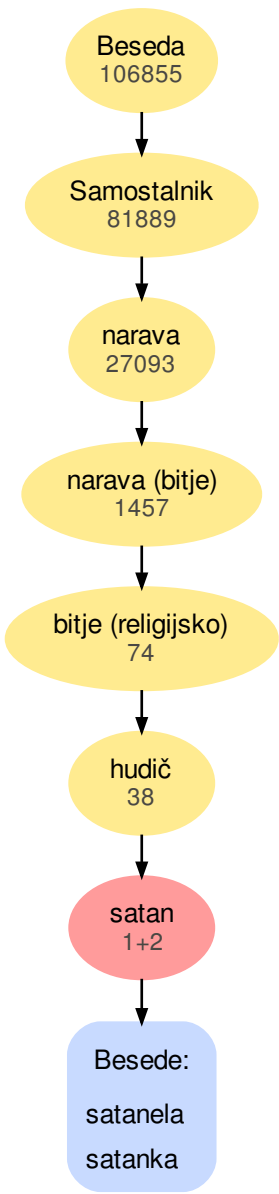 Beseda
106855
Samostalnik
81889
narava
27093
narava (bitje)
1457
bitje (religijsko)
74
hudič
38
satan
1+2
Besede:
satanela
satanka